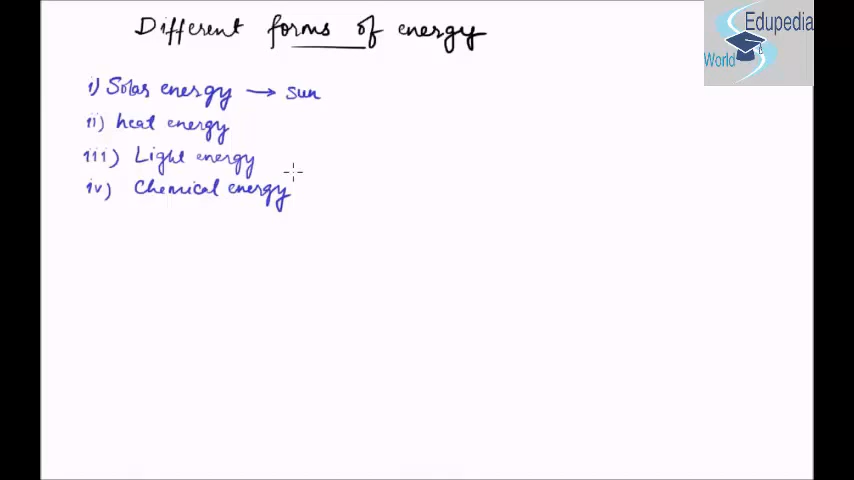 Different forms of energy
Edupedia
World
i) Solar energy → sun
ii) heat energy
iii) Light energy
iv) Chemical energy